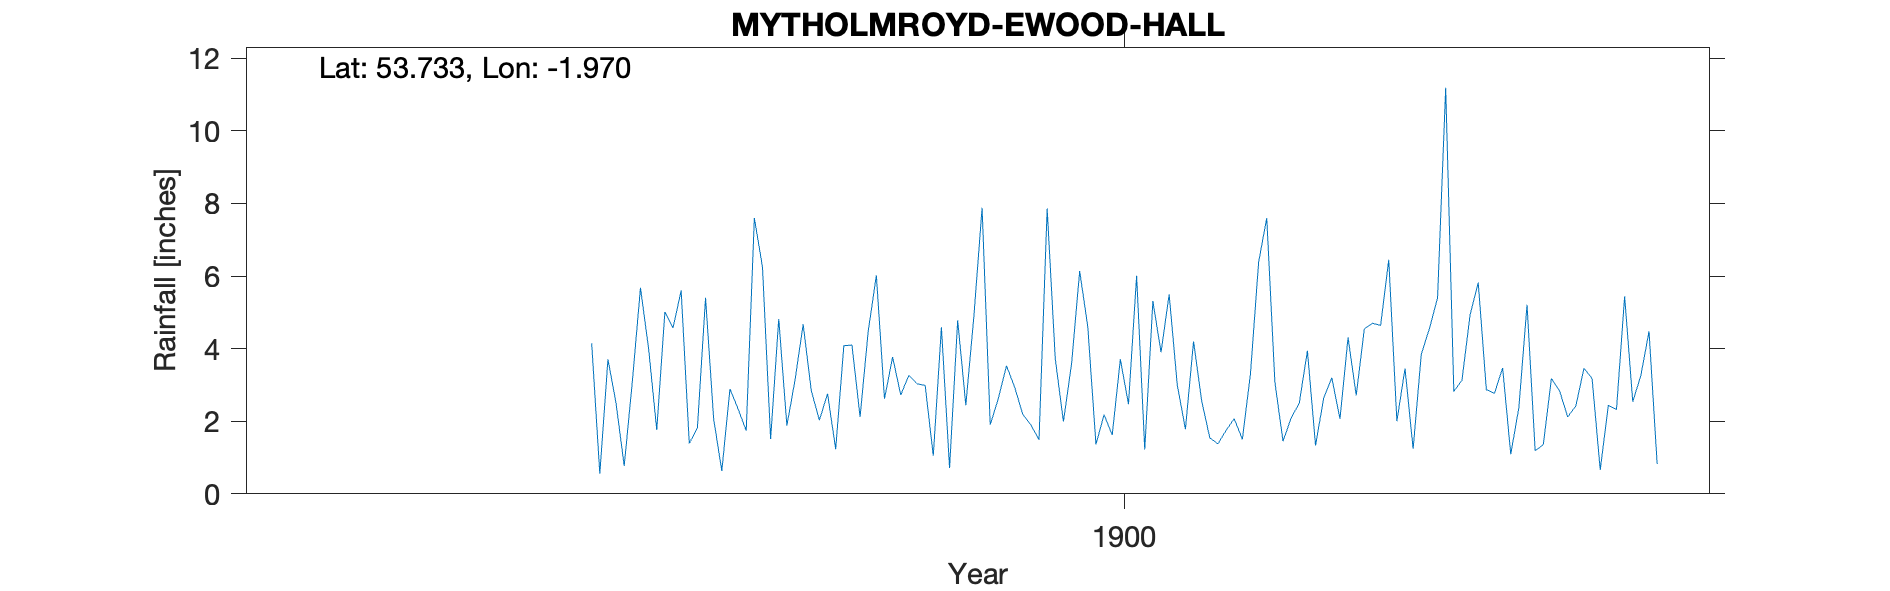 MYTHOLMROYD-EWOOD-HALL
Lat: 53.733, Lon: -1.970
12
10
8
6
4
2
0
Rainfall [inches]
1900
Year